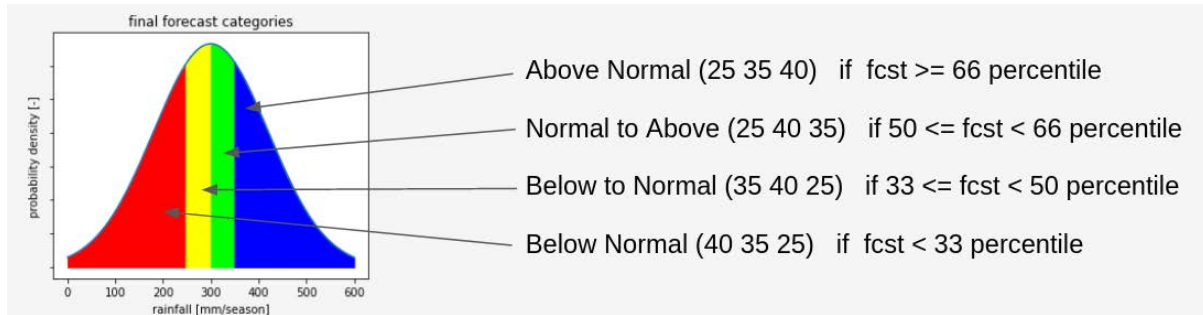 final forecast categories
probability density [-]
0 100 200 300 400 500 600
rainfall [mm/season]
Above Normal (25 35 40) if fcst >= 66 percentile
Normal to Above (25 40 35) if 50 <= fcst < 66 percentile
Below to Normal (35 40 25) if 33 <= fcst < 50 percentile
Below Normal (40 35 25) if fcst < 33 percentile